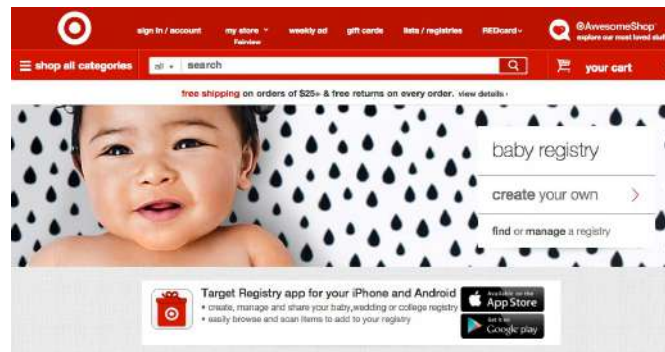 sign in / account
my store
Fairview
weekly ad
gift cards
lists / registries
REDcard
@AwesomeShop
explore our most loved stuff
shop all categories
all
search
your cart
free shipping on orders of $25+ & free returns on every order. view details
baby registry
create your own
find or manage a registry
Target Registry app for your iPhone and Android
• create, manage and share your baby,wedding or college registry
• easily browse and scan items to add to your registry
Available on the
App Store
Get it on
Google play